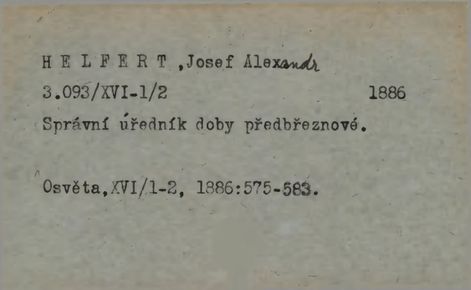 H E L F E R T ,Josef Alexandr
3.093/XVI-1/2 1886
Správní úředník doby předbřeznové.
Osvěta,XVI/1-2, 1886:575-583.